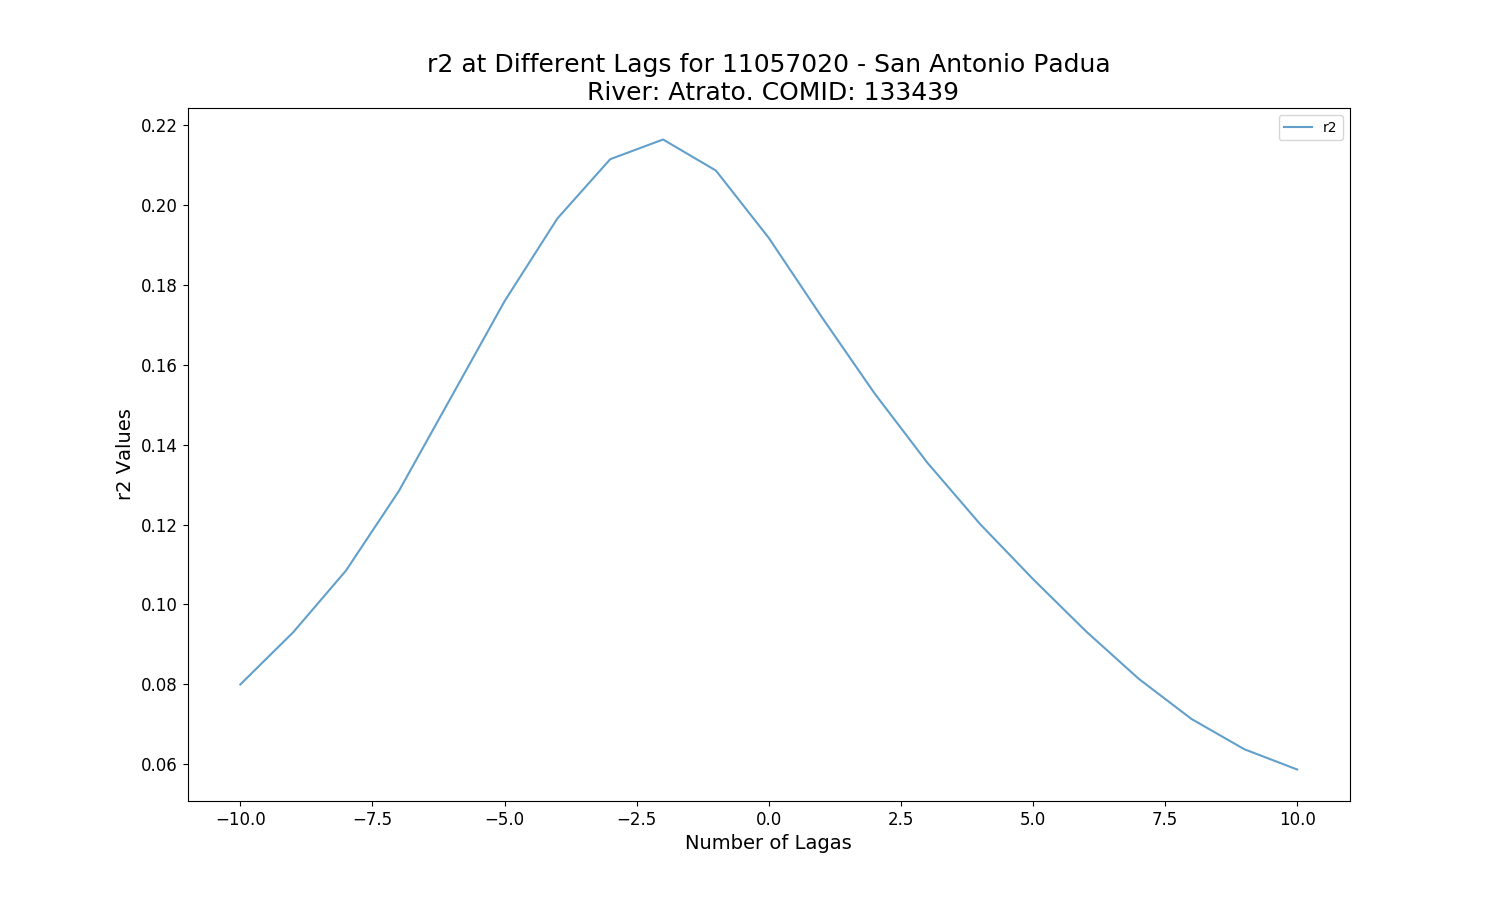 r2 at Different Lags for 11057020 - San Antonio Padua
River: Atrato. COMID: 133439
r2
0.22
0.20
0.18
0.16
0.14
0.12
0.10
0.08
0.06
r2 Values
−10.0 −7.5 −5.0 −2.5 0.0 2.5 5.0 7.5 10.0
Number of Lagas